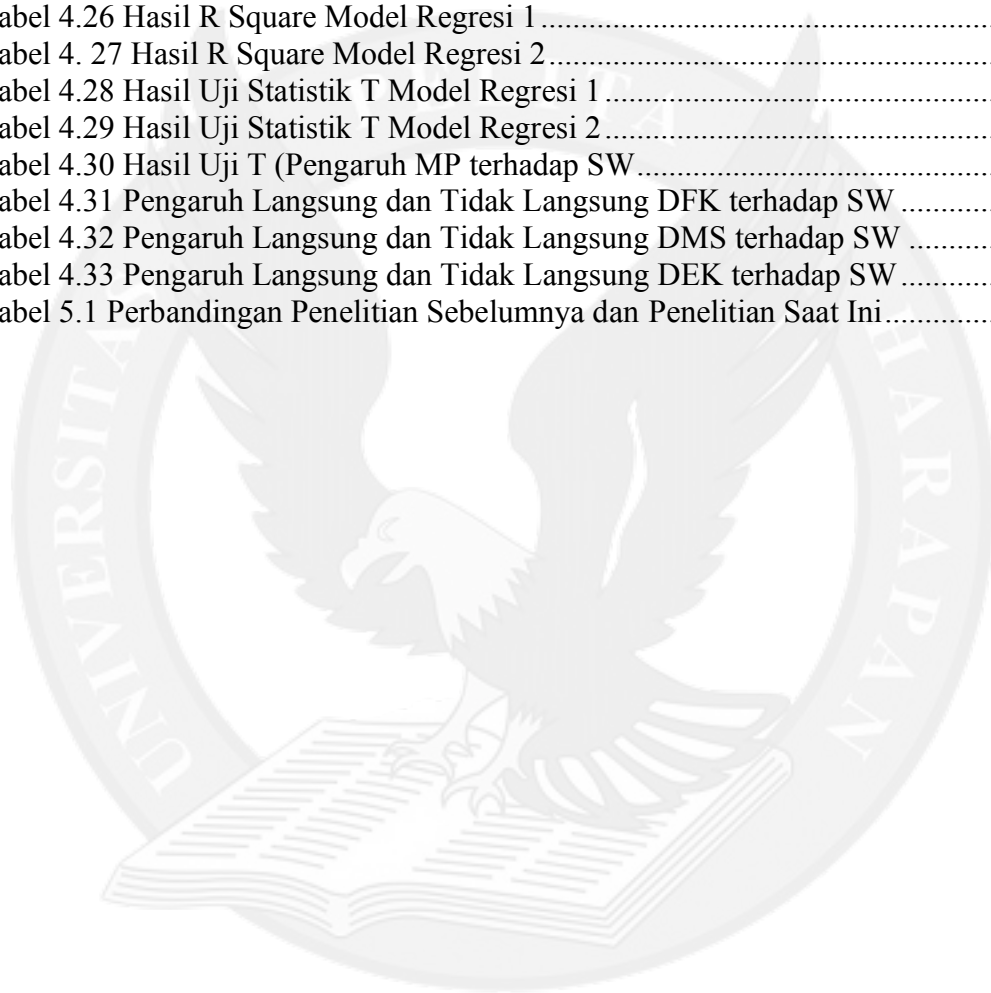 abel 4.26 Hasil R Square Model Regresi 1.......................................................................
abel 4. 27 Hasil R Square Model Regresi 2......................................................................
abel 4.28 Hasil Uji Statistik T Model Regresi 1..............................................................
abel 4.29 Hasil Uji Statistik T Model Regresi 2..............................................................
abel 4.30 Hasil Uji T (Pengaruh MP terhadap SW..........................................................
abel 4.31 Pengaruh Langsung dan Tidak Langsung DFK terhadap SW ..............
abel 4.32 Pengaruh Langsung dan Tidak Langsung DMS terhadap SW .............
abel 4.33 Pengaruh Langsung dan Tidak Langsung DEK terhadap SW ..............
abel 5.1 Perbandingan Penelitian Sebelumnya dan Penelitian Saat Ini................
UNIVERSITAS PELITA HARAPAN